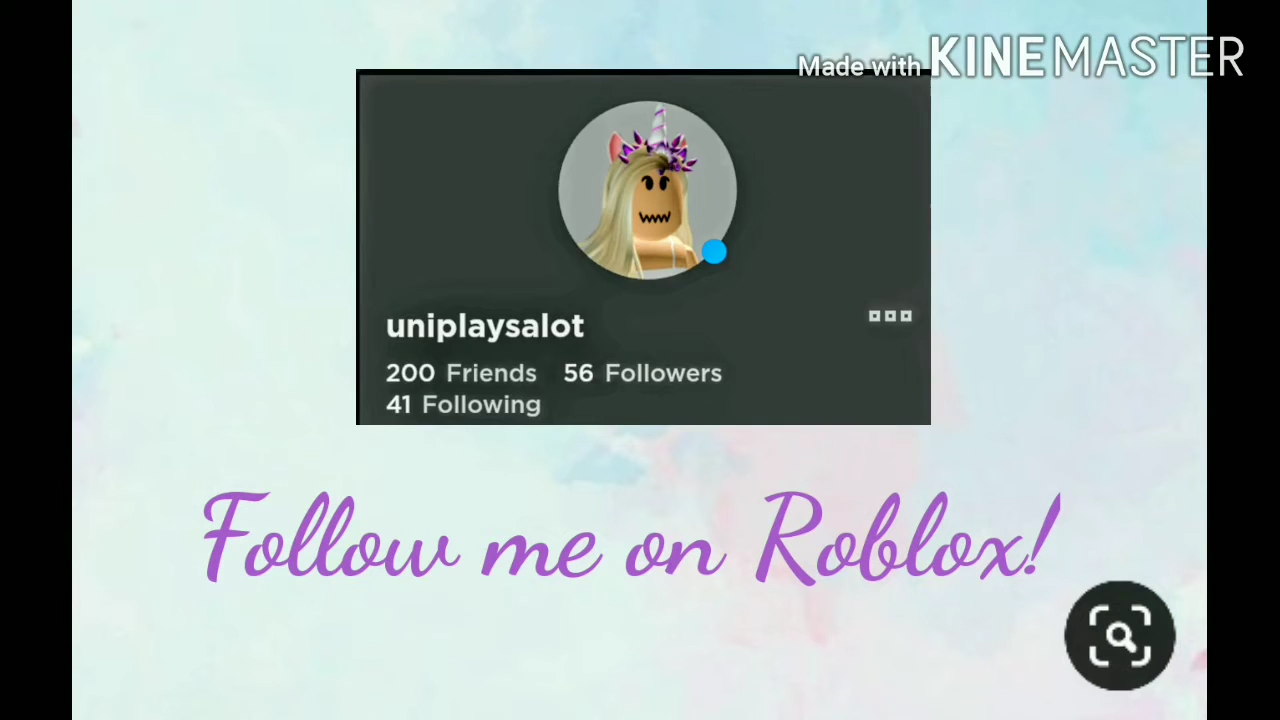 Made with KINEMASTER
uniplaysalot
200 Friends 56 Followers
41 Following
Follow me on Roblox!